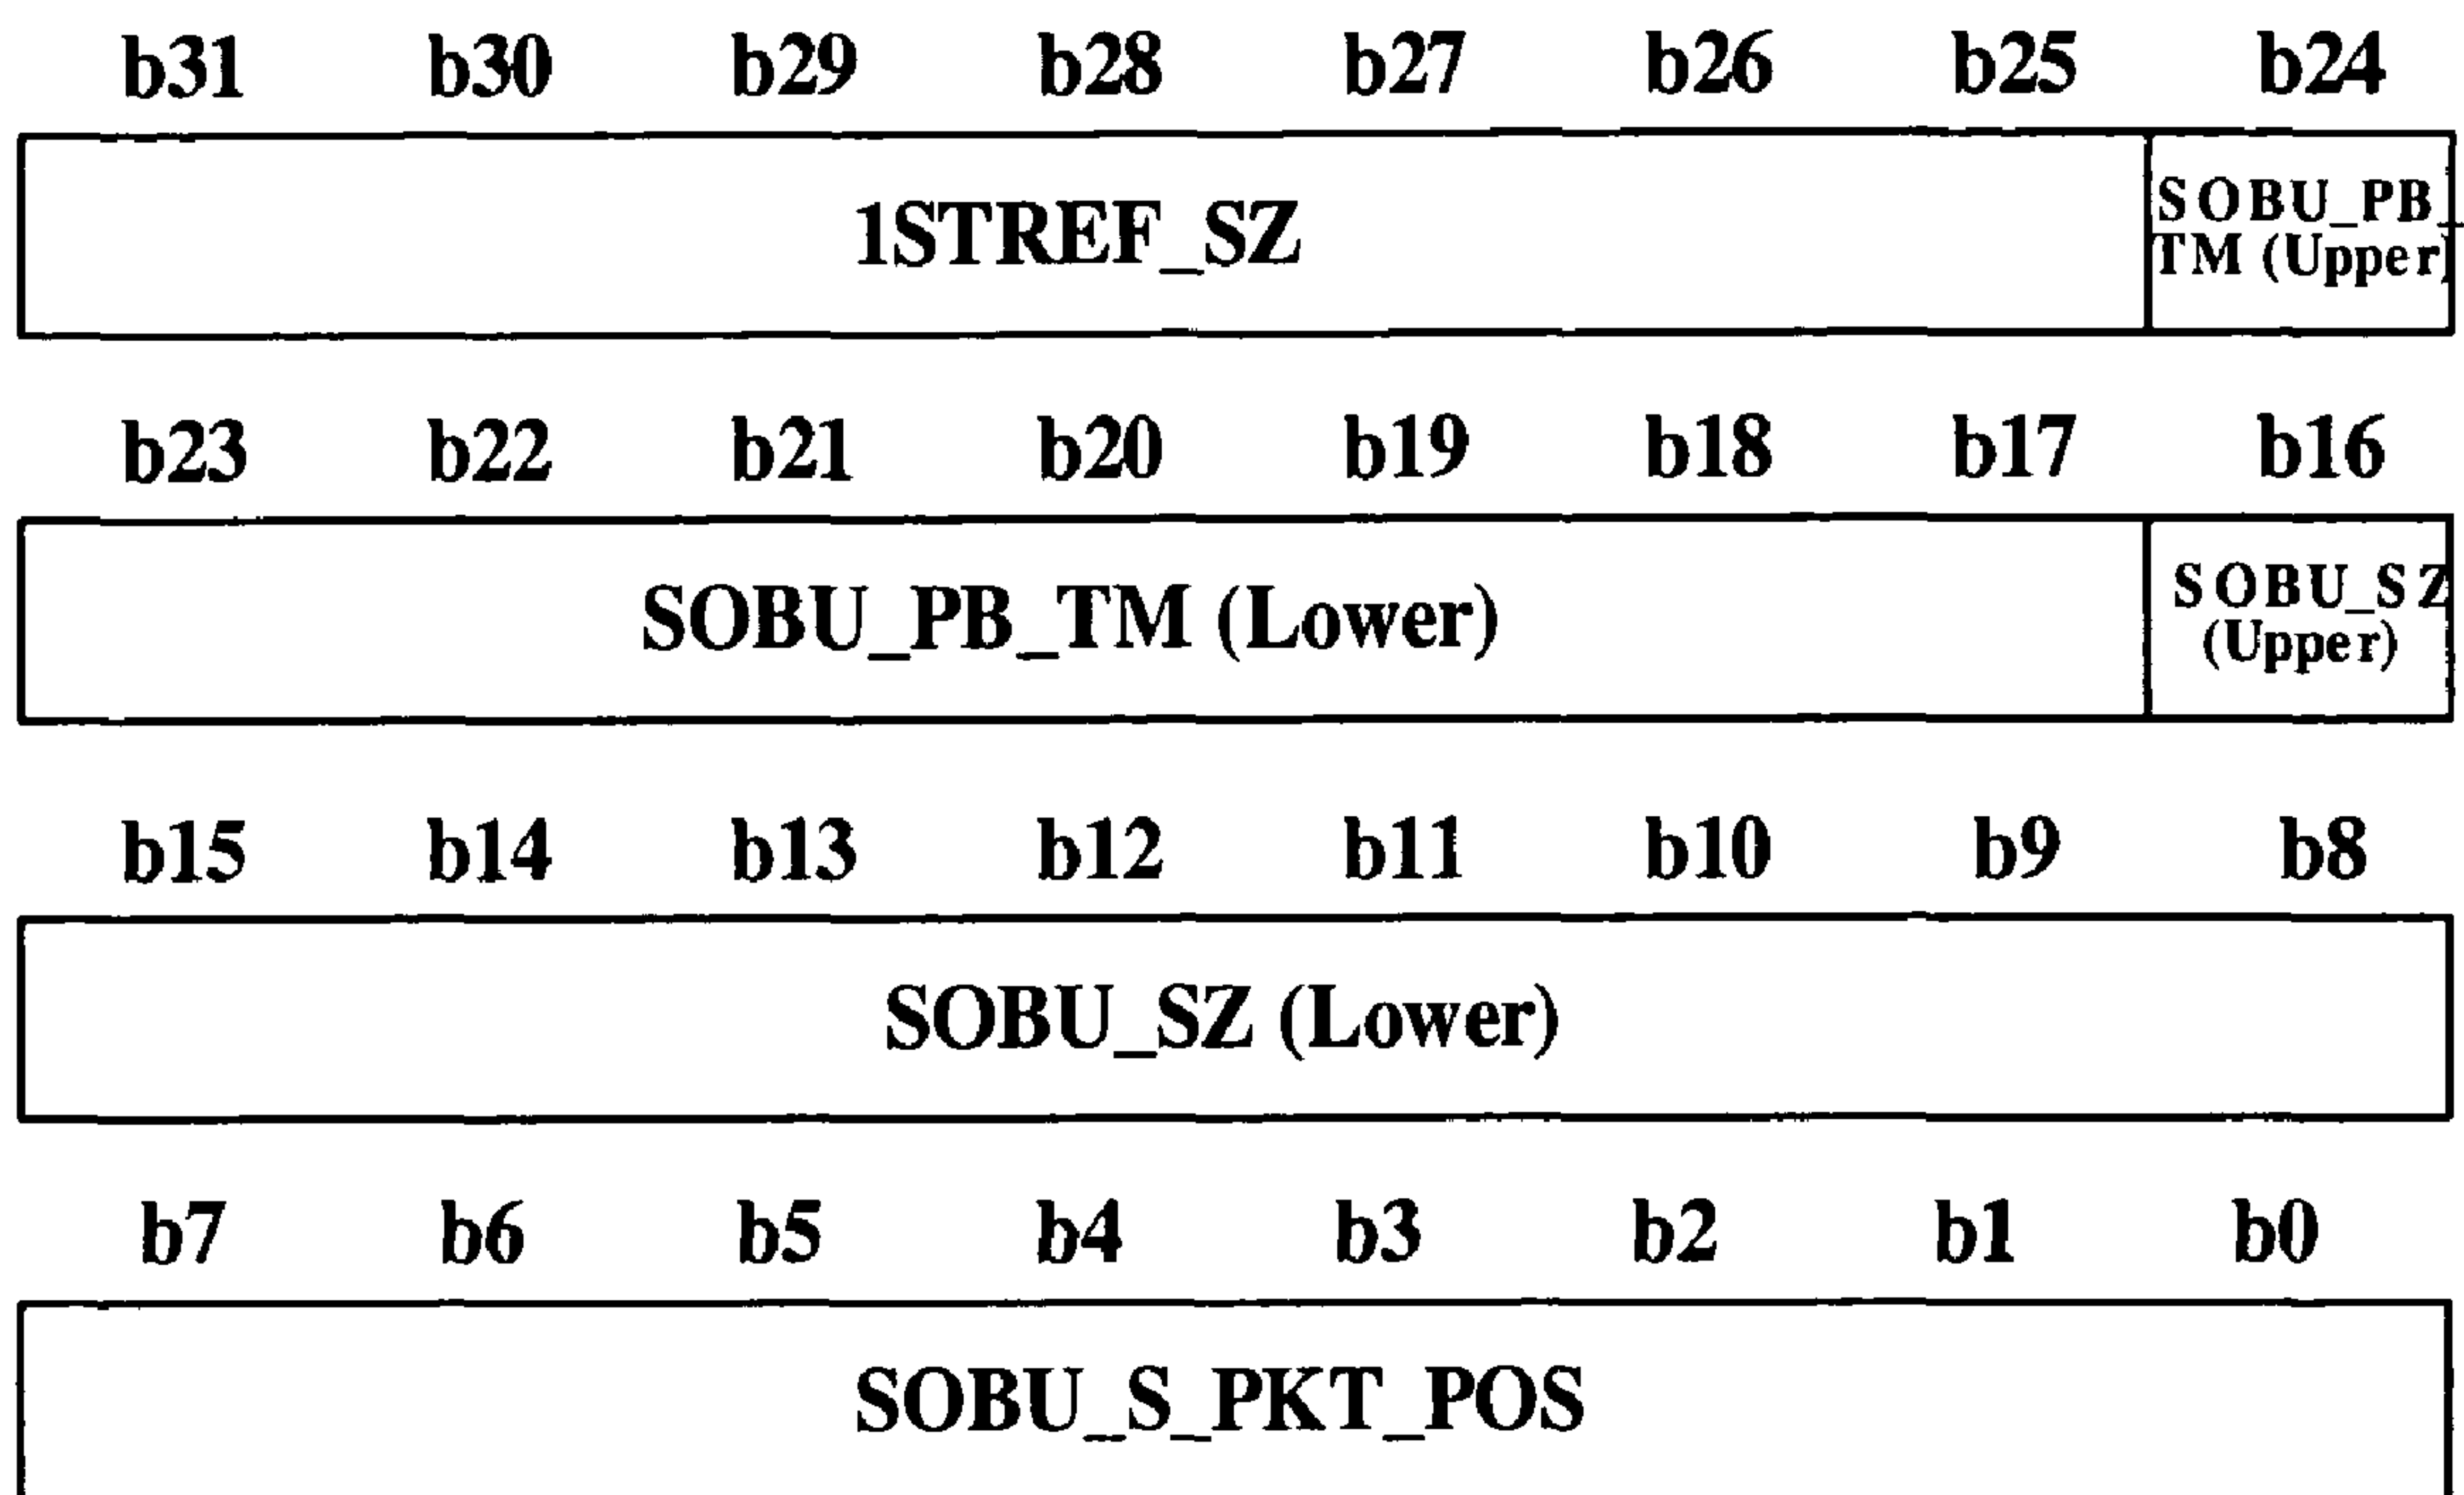 b31 b30 b29 b28 b27 b26 b25 b24
1STREF_SZ
SOBU_PB_
TM (Upper)
b23 b22 b21 b20 b19 b18 b17 b16
SOBU_PB_TM (Lower)
SOBU_SZ
(Upper)
b15 b14 b13 b12 b11 b10 b9 b8
SOBU_SZ (Lower)
b7 b6 b5 b4 b3 b2 b1 b0
SOBU_S_PKT_POS